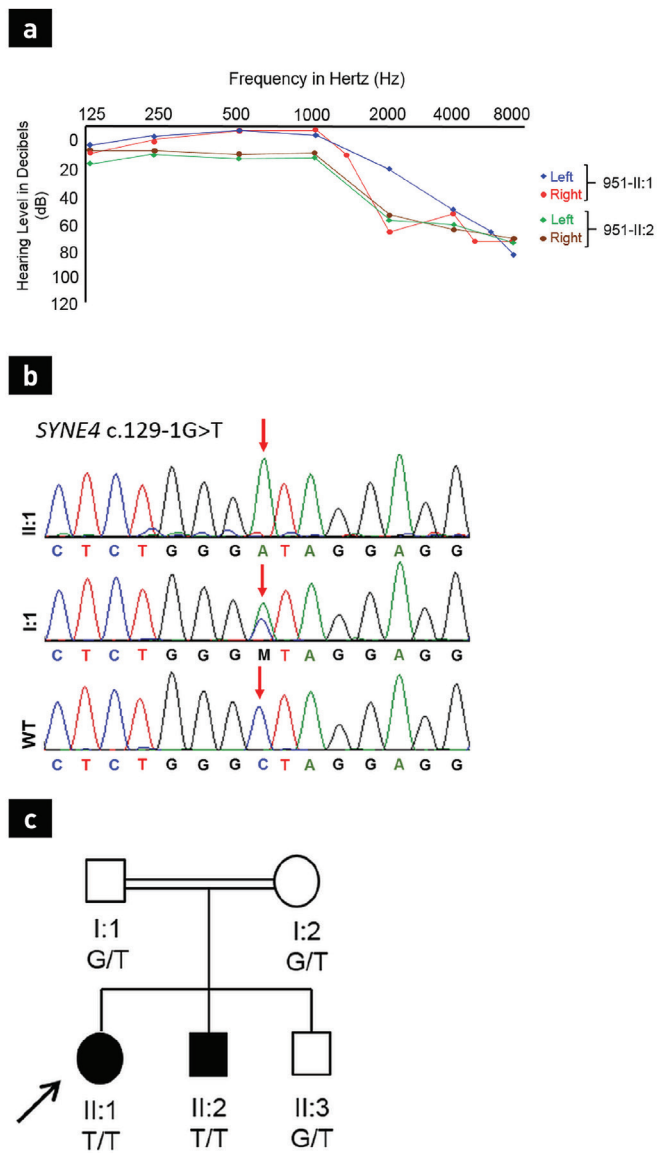 a
Frequency in Hertz (Hz)
125 250 500 1000 2000 4000 8000
Hearing Level in Decibels
(dB)
0
20
40
60
80
100
120
Left
Right
951-II:1
Left
Right
951-II:2
b
SYNE4 c.129-1G>T
II:1
C T C T G G G A T A G G A G G
I:1
C T C T G G G M T A G G A G G
WT
C T C T G G G C T A G G A G G
c
I:1 I:2
G/T G/T
II:1 II:2 II:3
T/T T/T G/T